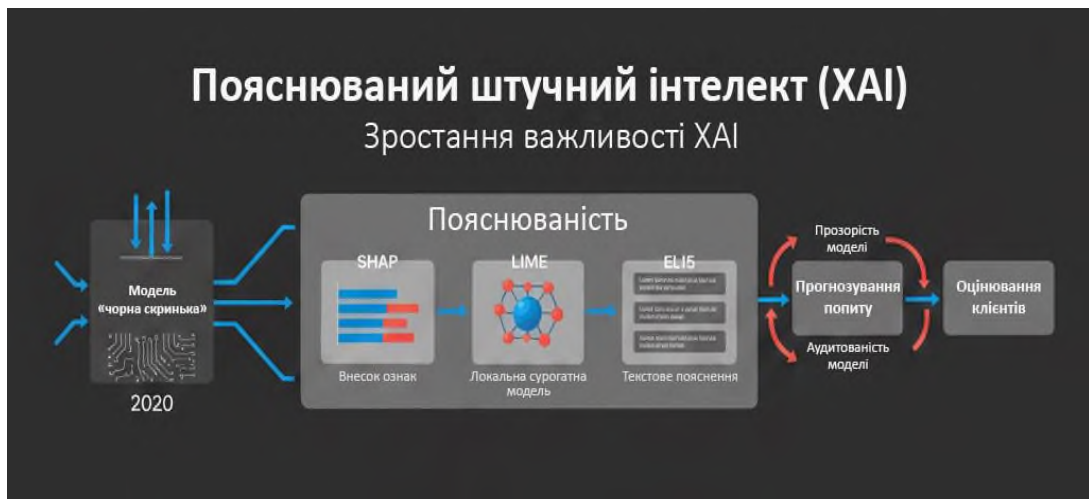 Пояснюваний штучний інтелект (XAI)
Зростання важливості XAI
Модель
«чорна скринька»
2020
Пояснюваність
SHAP
Внесок ознак
LIME
Локальна сурогатна
модель
ELI5
Текстове пояснення
Прозорість
моделі
Прогнозування
попиту
Аудитованість
моделі
Оцінювання
клієнтів